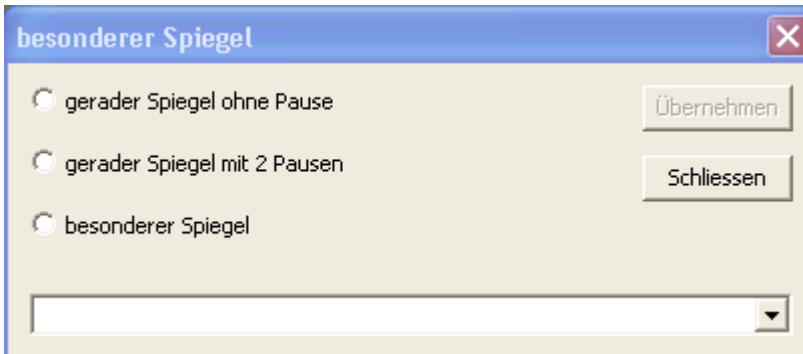 besonderer Spiegel
gerader Spiegel ohne Pause
Übernehmen
gerader Spiegel mit 2 Pausen
Schliessen
besonderer Spiegel